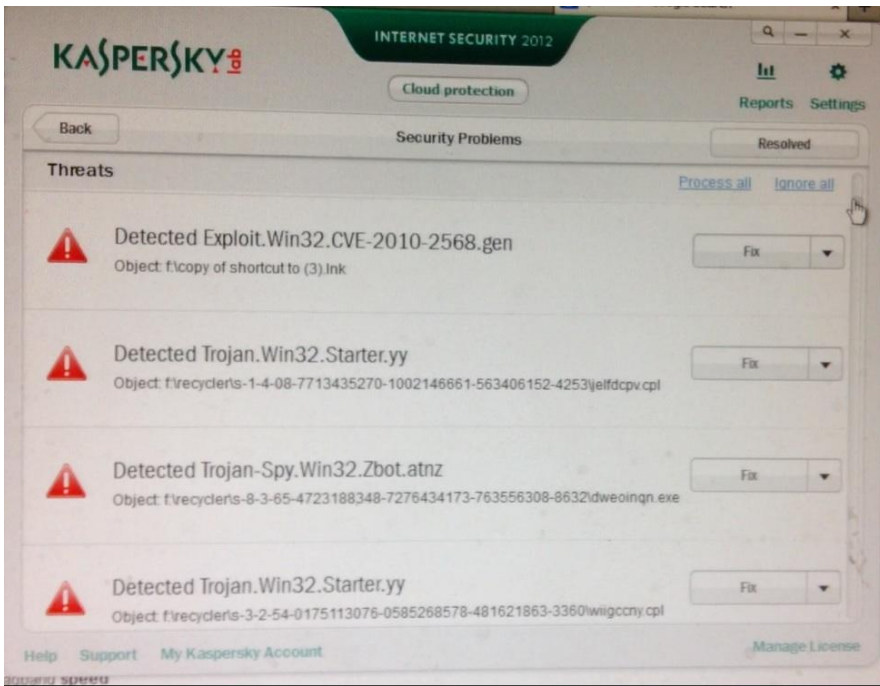 KASPERSKY lab
INTERNET SECURITY 2012
Cloud protection
Reports Settings
Back
Security Problems
Resolved
Threats
Process all Ignore all
Detected Exploit.Win32.CVE-2010-2568.gen
Fix
Object: f:\copy of shortcut to (3).lnk
Detected Trojan.Win32.Starter.yy
Fix
Object: f:\recycler\s-1-4-08-7713435270-1002146661-563406152-4253\jelfdcpv.cpl
Detected Trojan-Spy.Win32.Zbot.atnz
Fix
Object: f:\recycler\s-8-3-65-4723188348-7276434173-763556308-8632\dweoinqn.exe
Detected Trojan.Win32.Starter.yy
Fix
Object: f:\recycler\s-3-2-54-0175113076-0585268578-481621863-3360\wiigccny.cpl
Help Support My Kaspersky Account
Manage License
speed